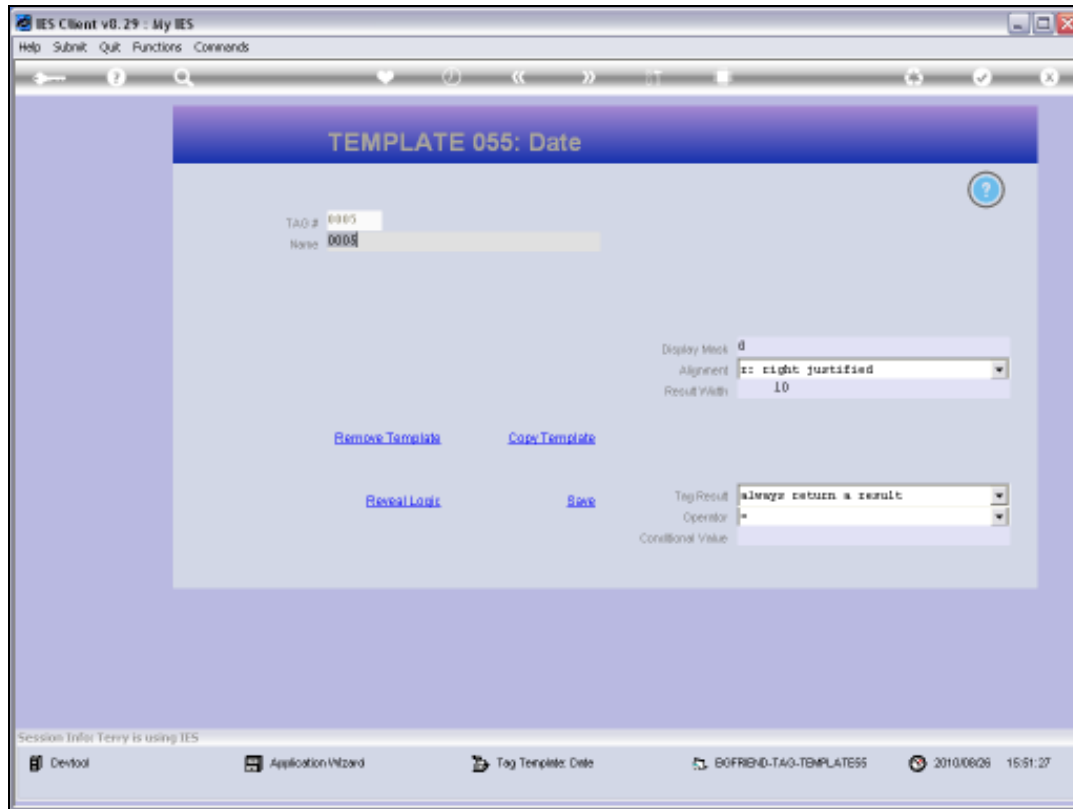 IES Client v8.29 : My IES
Help Submit Quit Functions Commands
TEMPLATE 055: Date
TAG # 0005
Name 0005
Display Mask d
Alignment r: right justified
Result Width 10
Remove Template Copy Template
Reveal Logic Save
Tag Result always return a result
Operator =
Conditional Value
Session Info: Terry is using IES
Devtool Application Wizard Tag Template: Date BGFRIEND-TAG-TEMPLATE55 2010/08/26 15:51:27